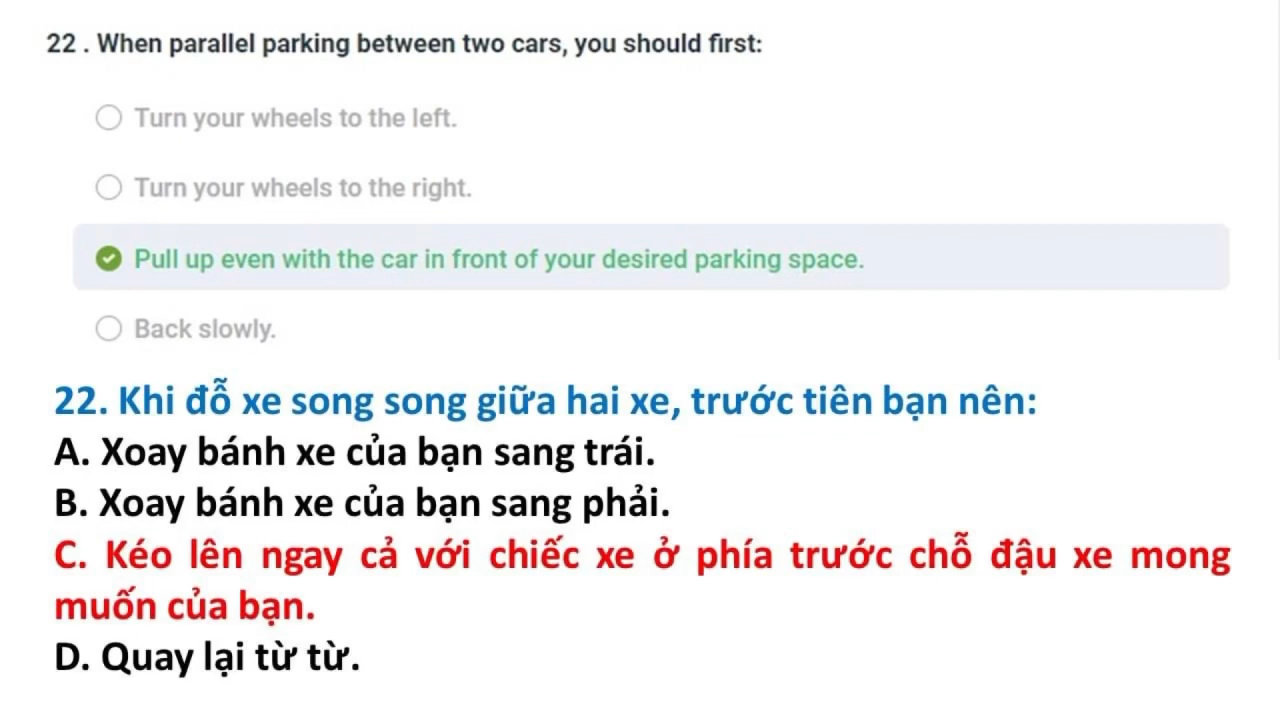 22 . When parallel parking between two cars, you should first:
Turn your wheels to the left.
Turn your wheels to the right.
Pull up even with the car in front of your desired parking space.
Back slowly.
22. Khi đỗ xe song song giữa hai xe, trước tiên bạn nên:
A. Xoay bánh xe của bạn sang trái.
B. Xoay bánh xe của bạn sang phải.
C. Kéo lên ngay cả với chiếc xe ở phía trước chỗ đậu xe mong
muốn của bạn.
D. Quay lại từ từ.